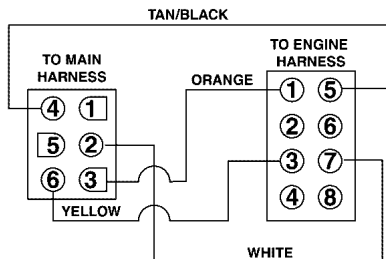 TAN/BLACK
TO MAIN
HARNESS
TO ENGINE
HARNESS
ORANGE
4 1
5 2
6 3
1 5
2 6
3 7
4 8
YELLOW
WHITE